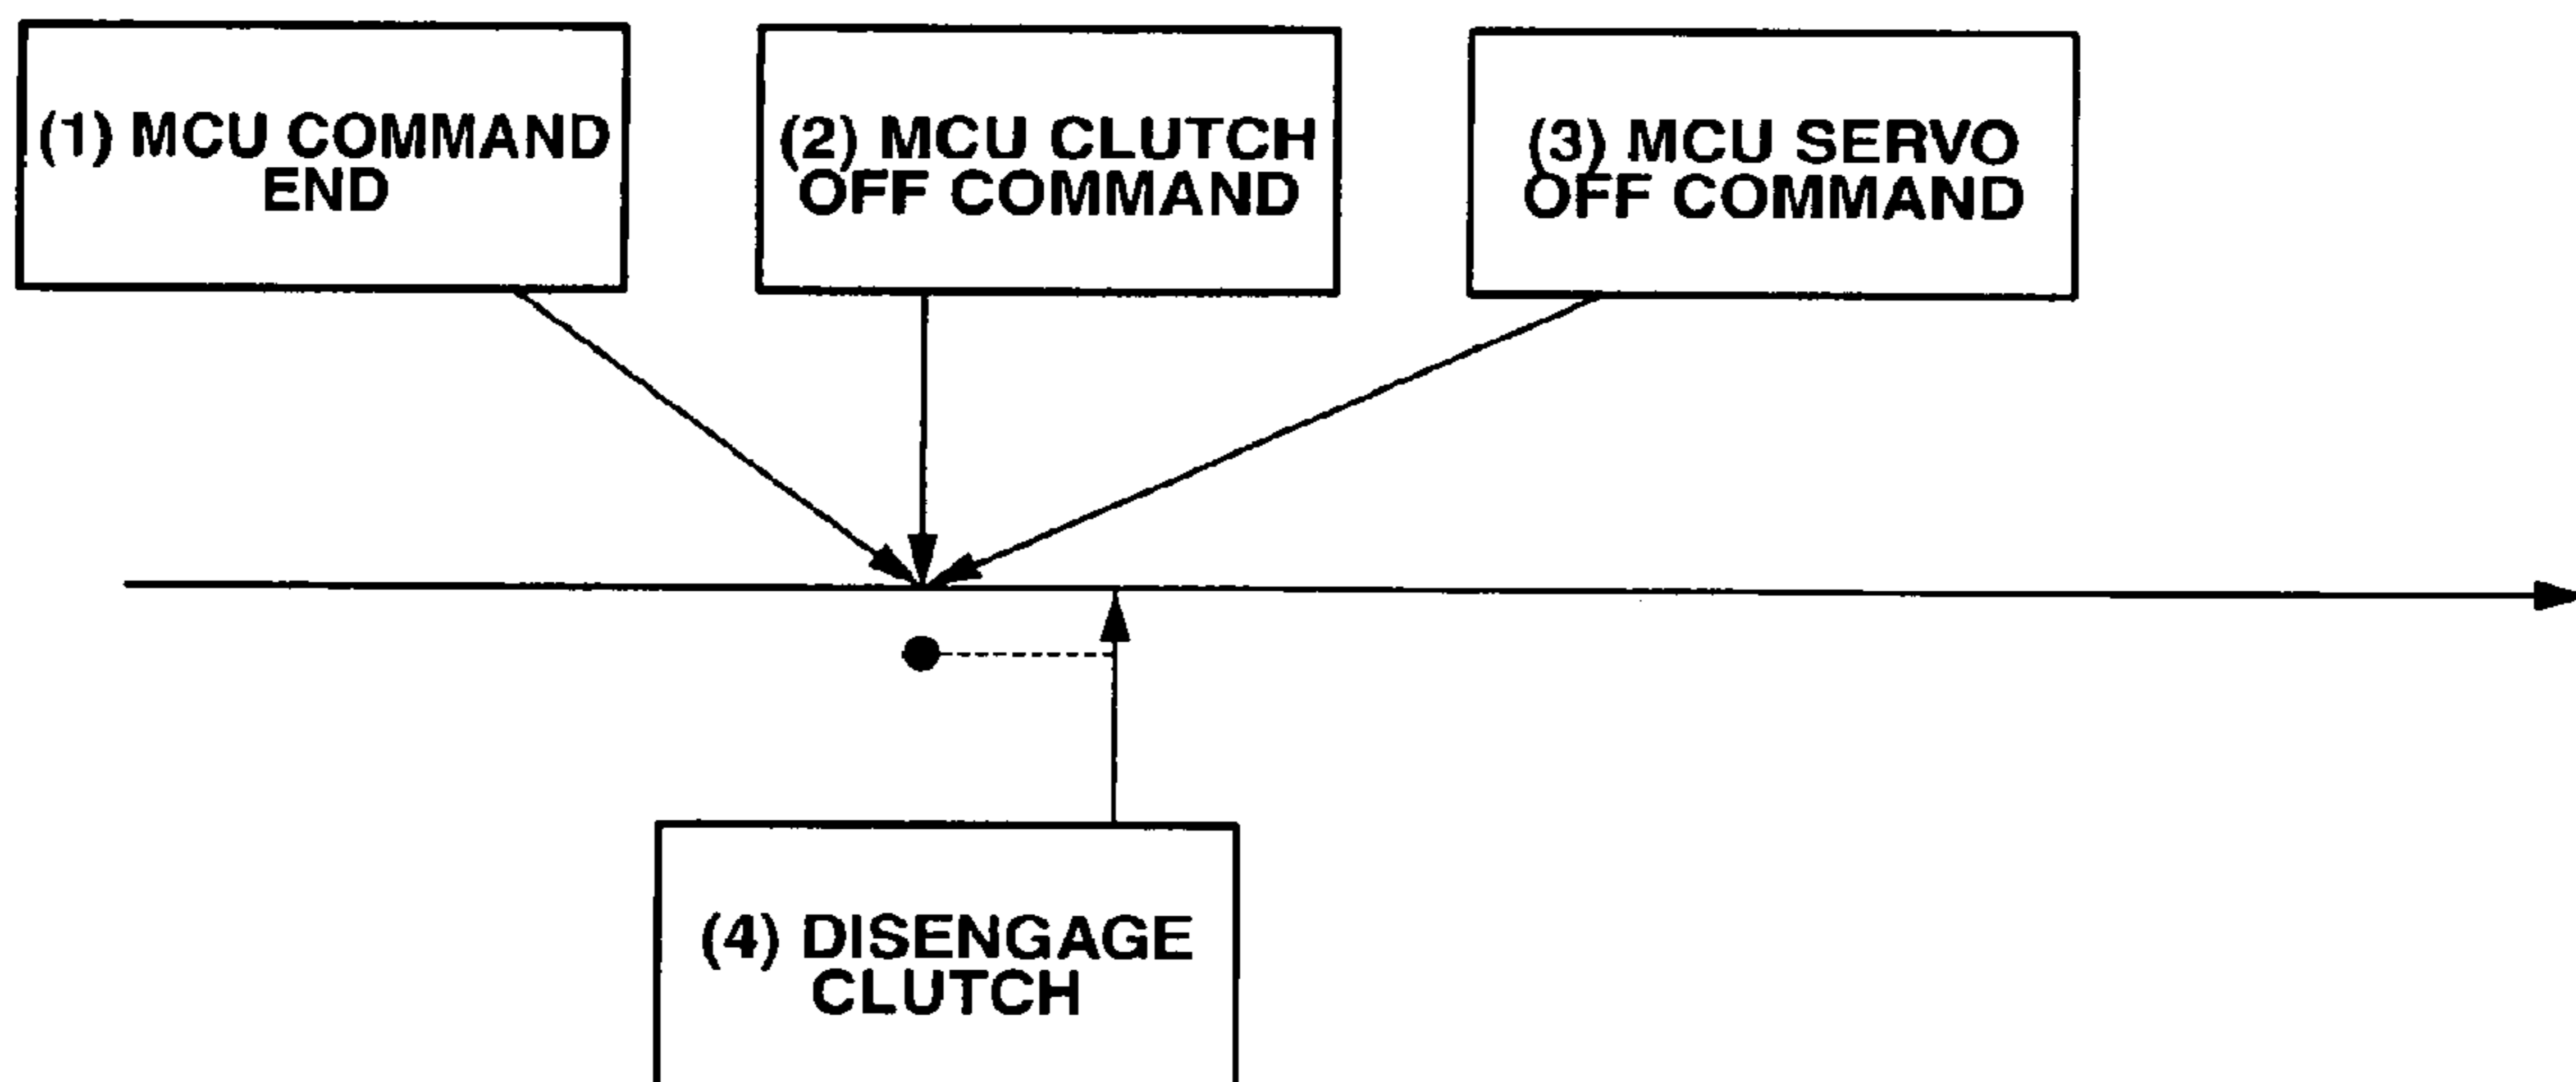 (1) MCU COMMAND
END
(2) MCU CLUTCH
OFF COMMAND
(3) MCU SERVO
OFF COMMAND
(4) DISENGAGE
CLUTCH